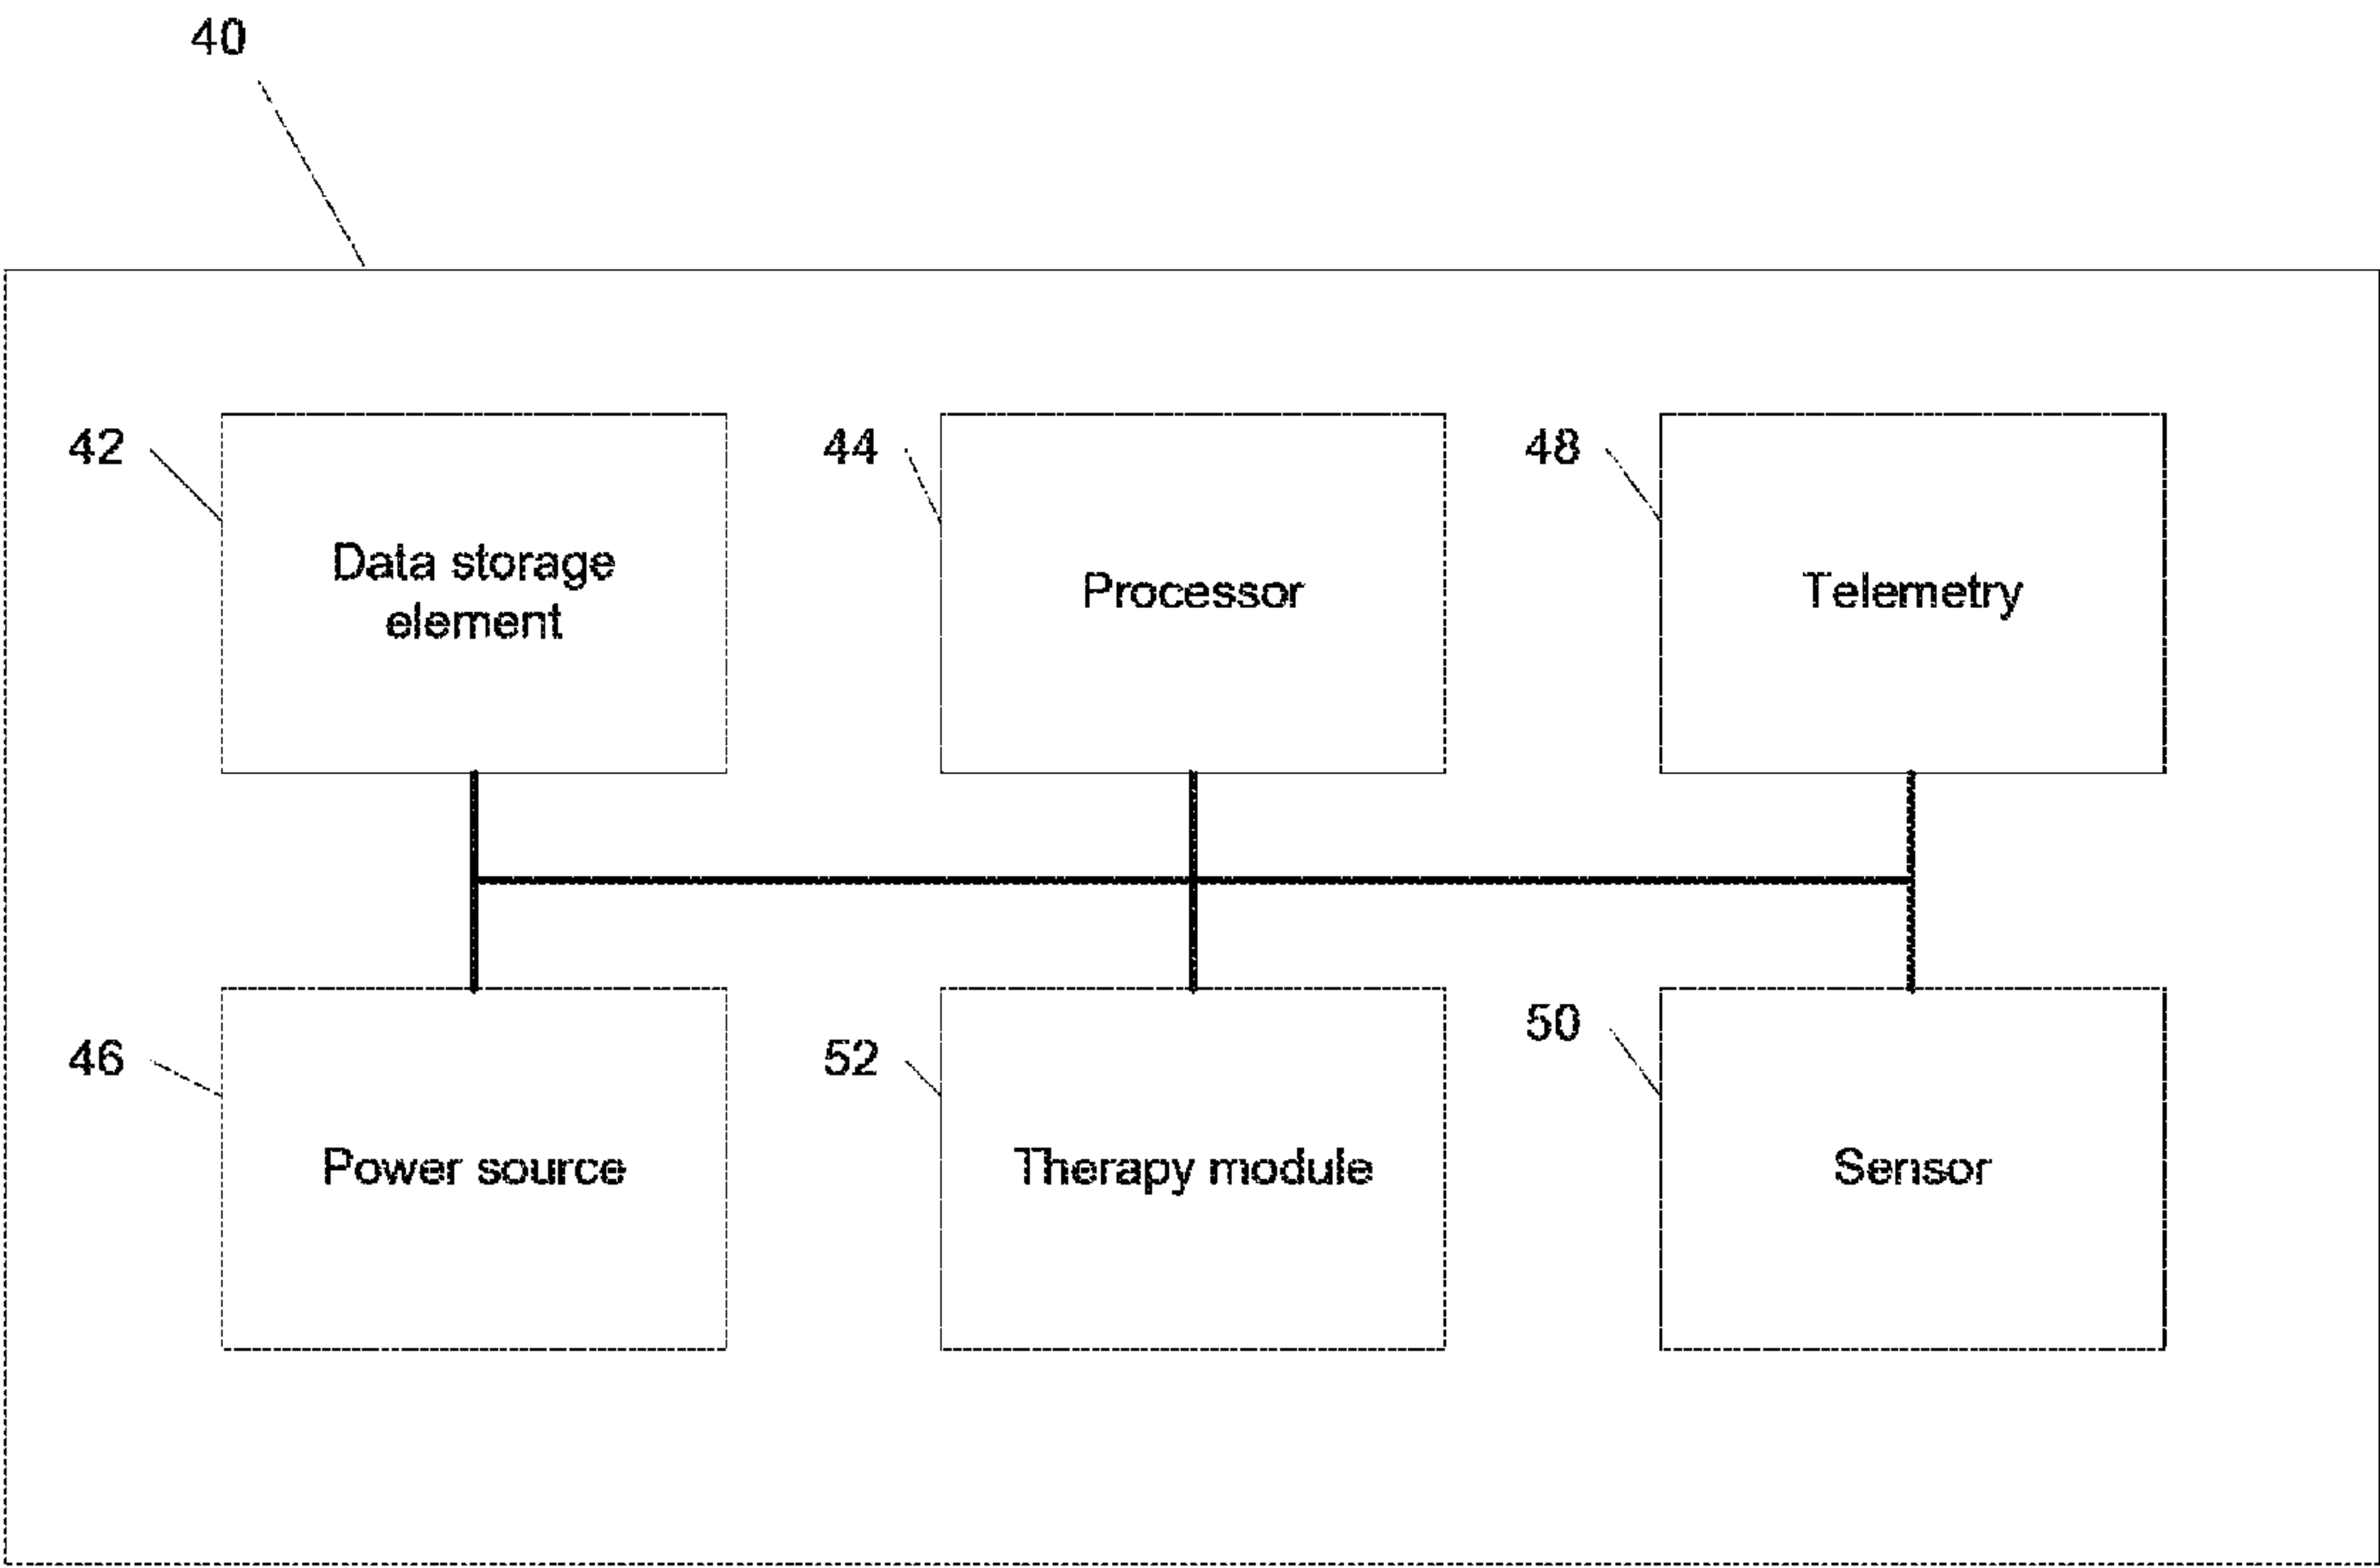 40
42
Data storage
element
44
Processor
48
Telemetry
46
Power source
52
Therapy module
50
Sensor